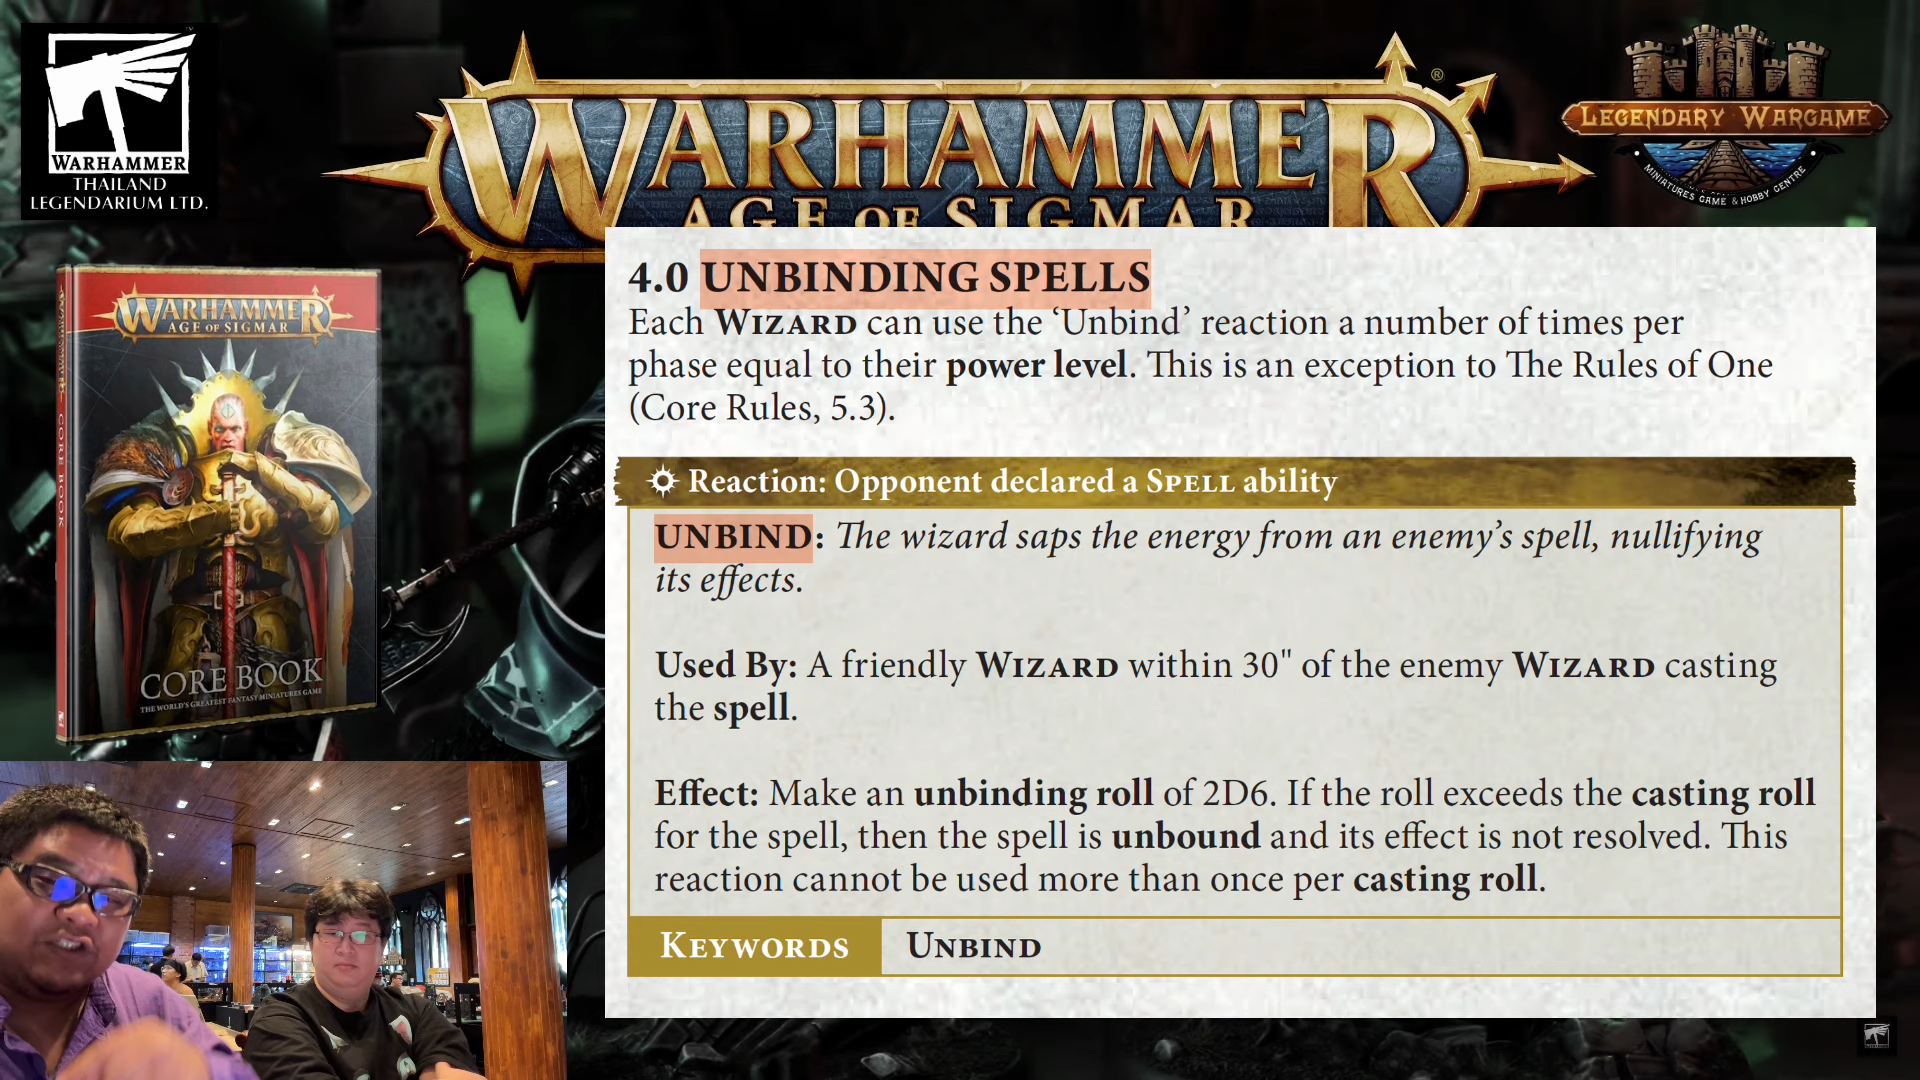 WARHAMMER
THAILAND
LEGENDARIUM LTD.
WARHAMMER®
AGE OF SIGMAR
LEGENDARY WARGAME
MINIATURES GAME & HOBBY CENTRE
WARHAMMER
AGE OF SIGMAR
CORE BOOK
THE WORLD'S GREATEST FANTASY MINIATURES GAME
CORE BOOK
4.0 UNBINDING SPELLS
Each WIZARD can use the ‘Unbind’ reaction a number of times per
phase equal to their power level. This is an exception to The Rules of One
(Core Rules, 5.3).
Reaction: Opponent declared a SPELL ability
UNBIND: The wizard saps the energy from an enemy’s spell, nullifying
its effects.
Used By: A friendly WIZARD within 30" of the enemy WIZARD casting
the spell.
Effect: Make an unbinding roll of 2D6. If the roll exceeds the casting roll
for the spell, then the spell is unbound and its effect is not resolved. This
reaction cannot be used more than once per casting roll.
KEYWORDS UNBIND